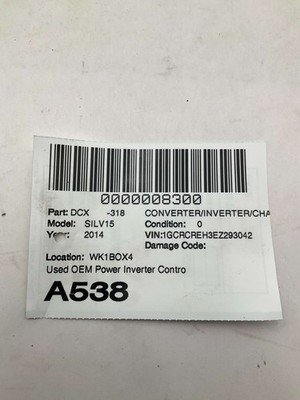 0000008300
Part: DCX -318 CONVERTER/INVERTER/CHA
Model: SILV15 Condition: 0
Year: 2014 VIN:1GCRCREH3EZ293042
Damage Code:
Location: WK1BOX4
Used OEM Power Inverter Contro
A538